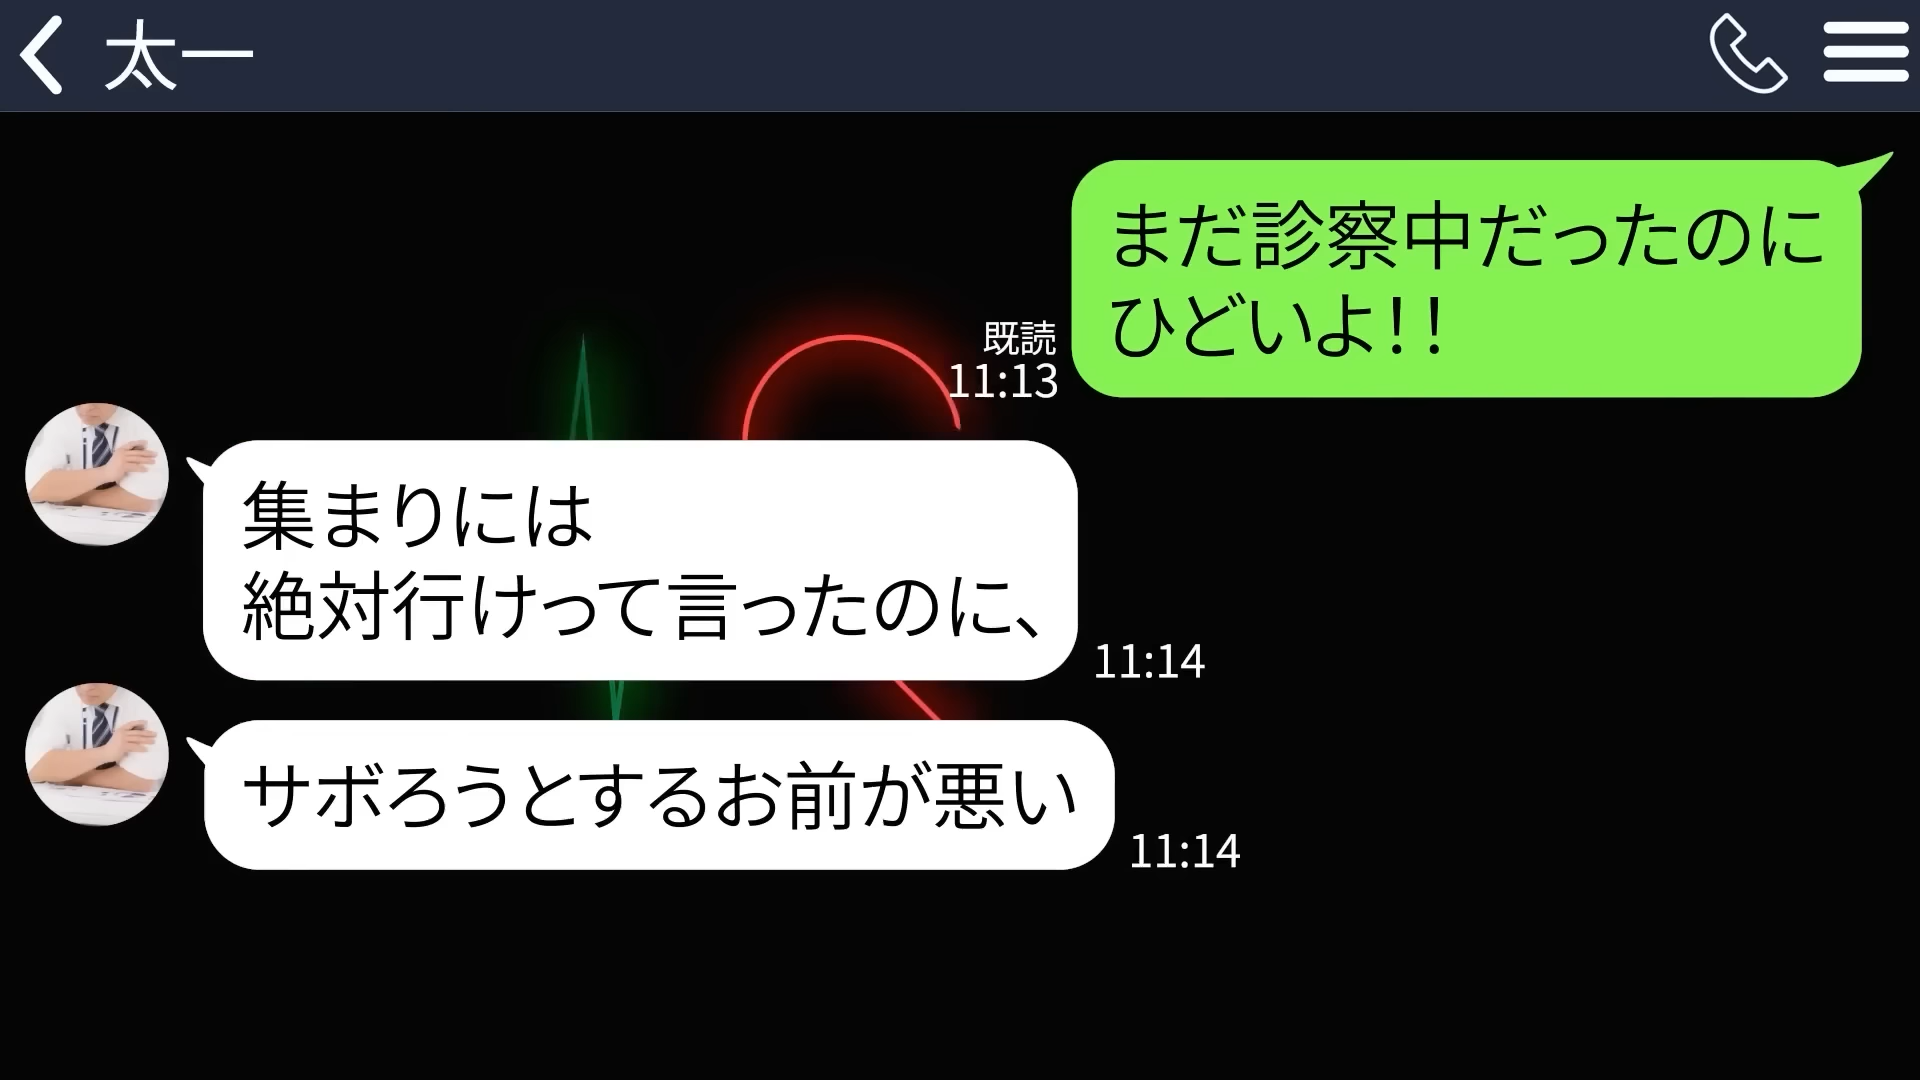 太一
まだ診察中だったのに
ひどいよ！！
既読
11:13
集まりには
絶対行けって言ったのに、
11:14
サボろうとするお前が悪い
11:14